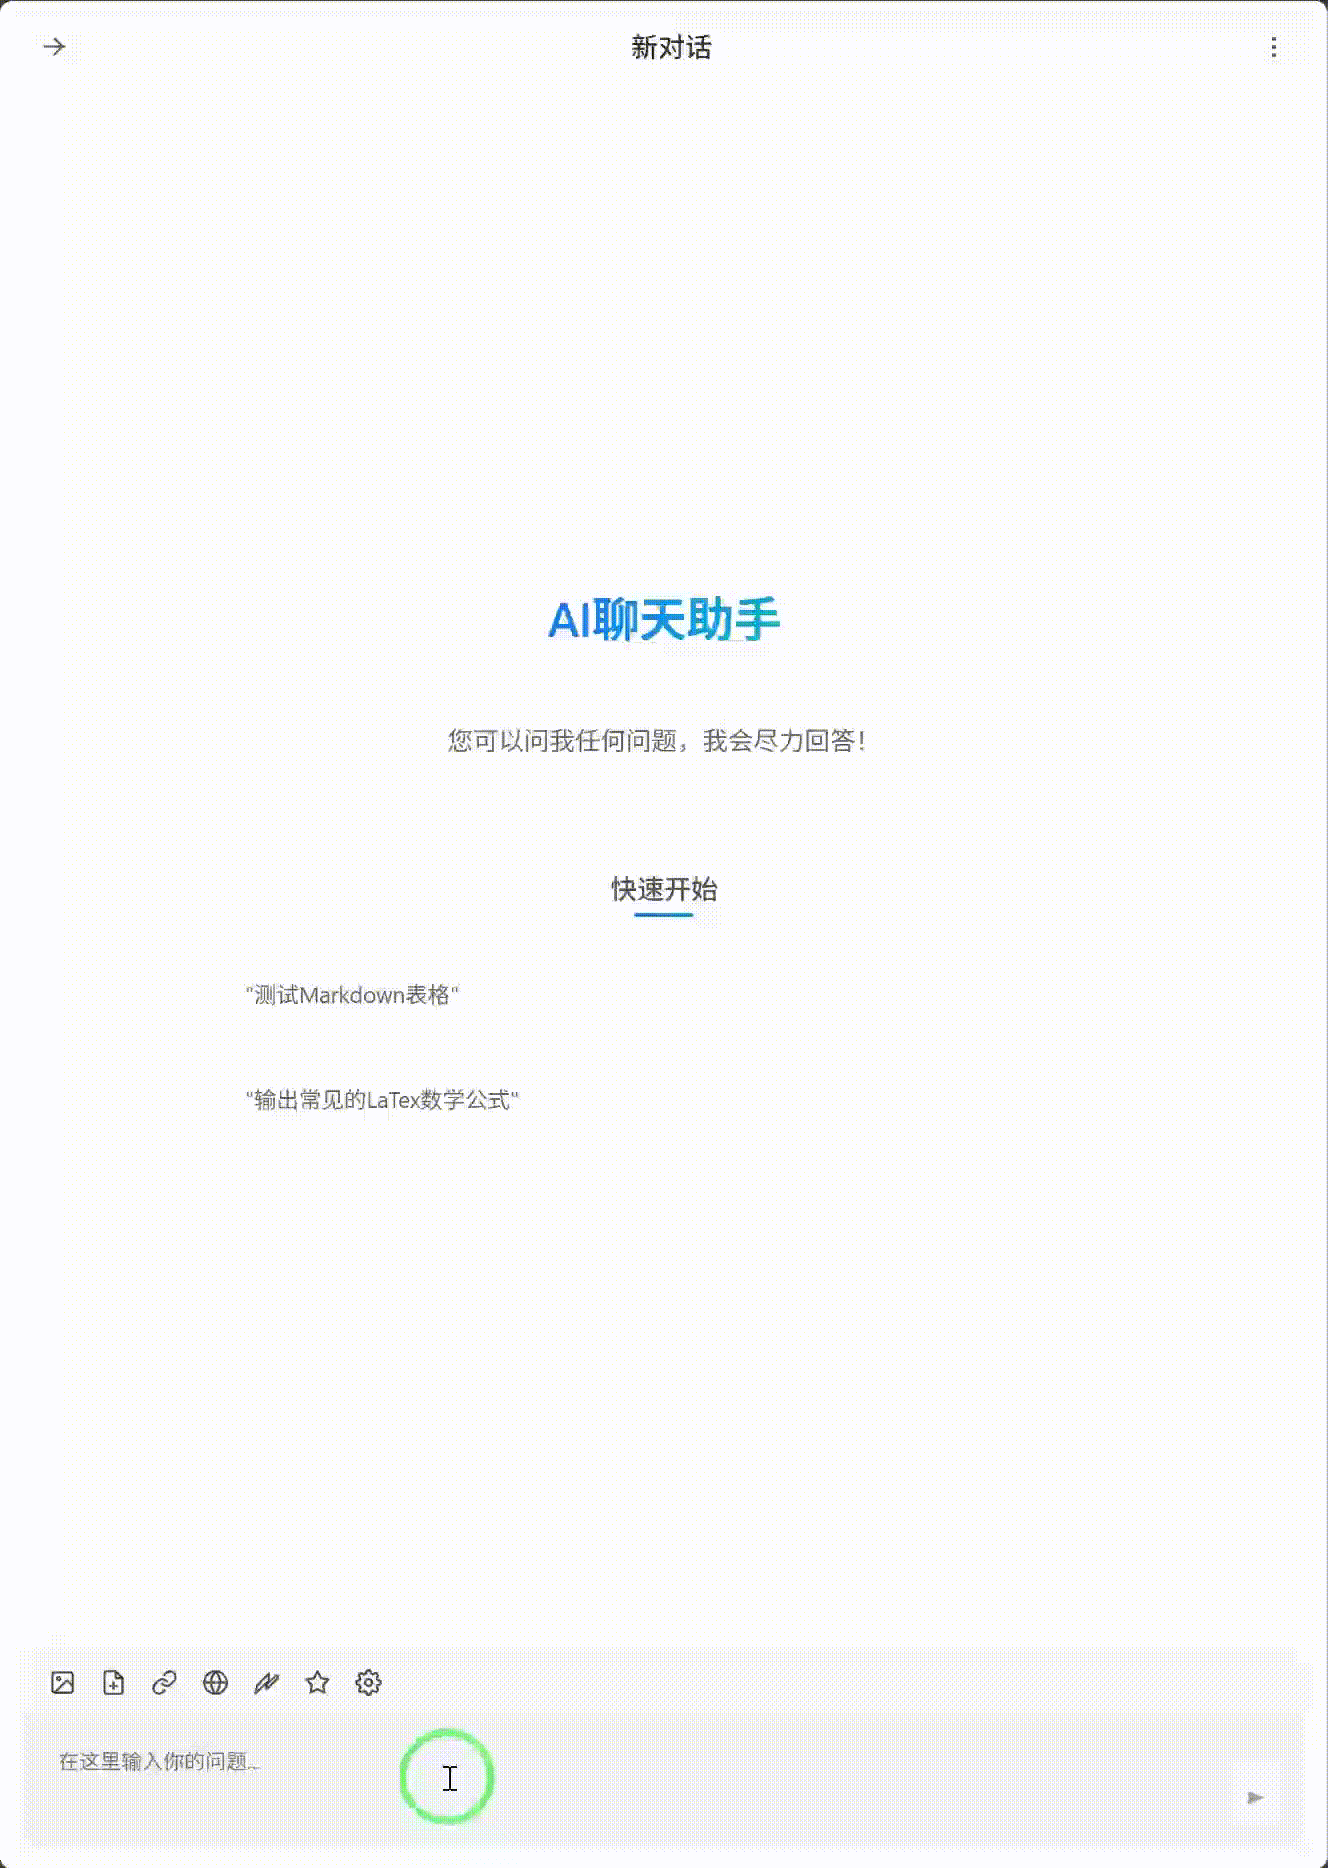 新对话
AI聊天助手
您可以问我任何问题，我会尽力回答！
快速开始
"测试Markdown表格"
"输出常见的LaTex数学公式"
在这里输入你的问题...